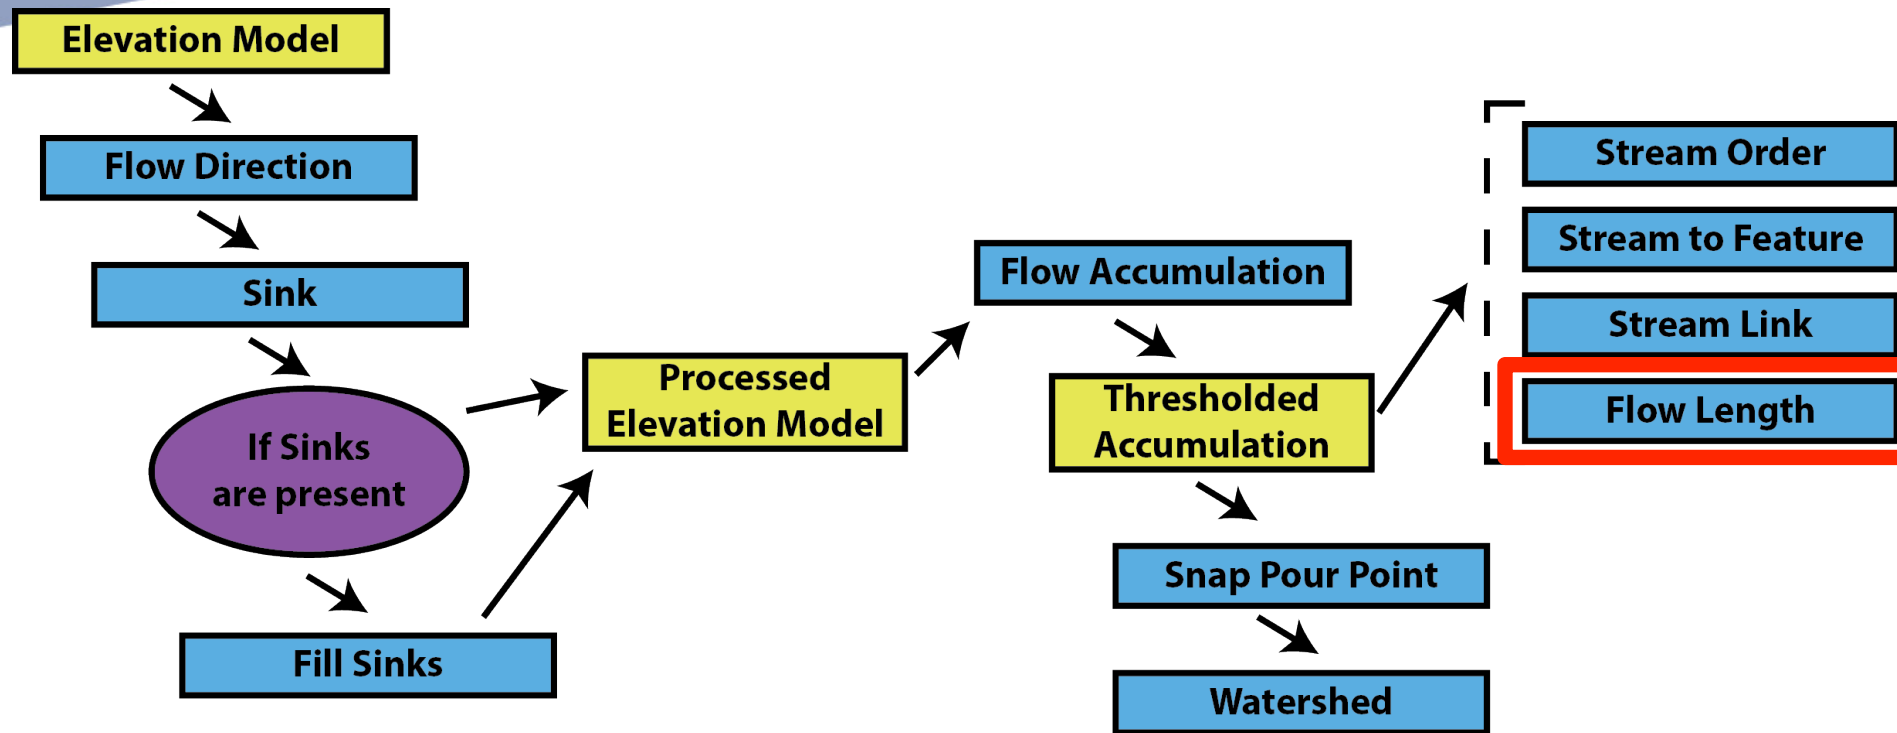 Elevation Model
Flow Direction
Sink
If Sinks
are present
Fill Sinks
Processed
Elevation Model
Flow Accumulation
Thresholded
Accumulation
Snap Pour Point
Watershed
Stream Order
Stream to Feature
Stream Link
Flow Length